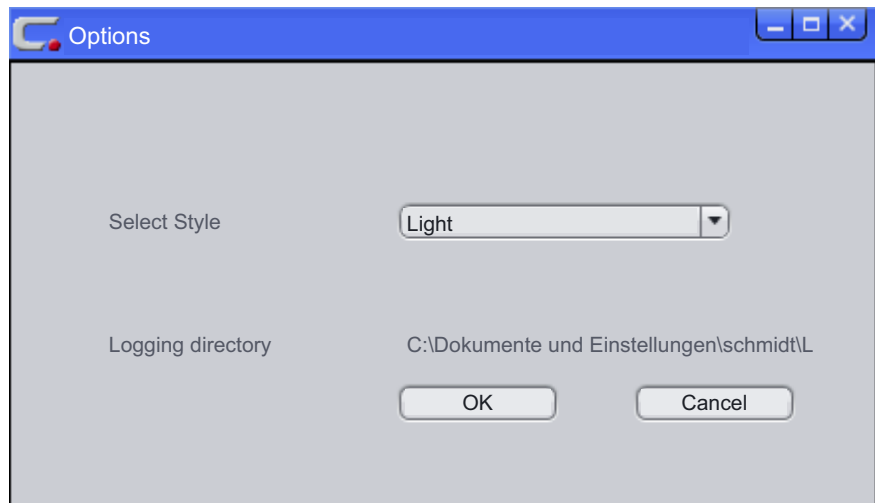 Options
Select Style Light
Logging directory C:\Dokumente und Einstellungen\schmidt\L
OK Cancel